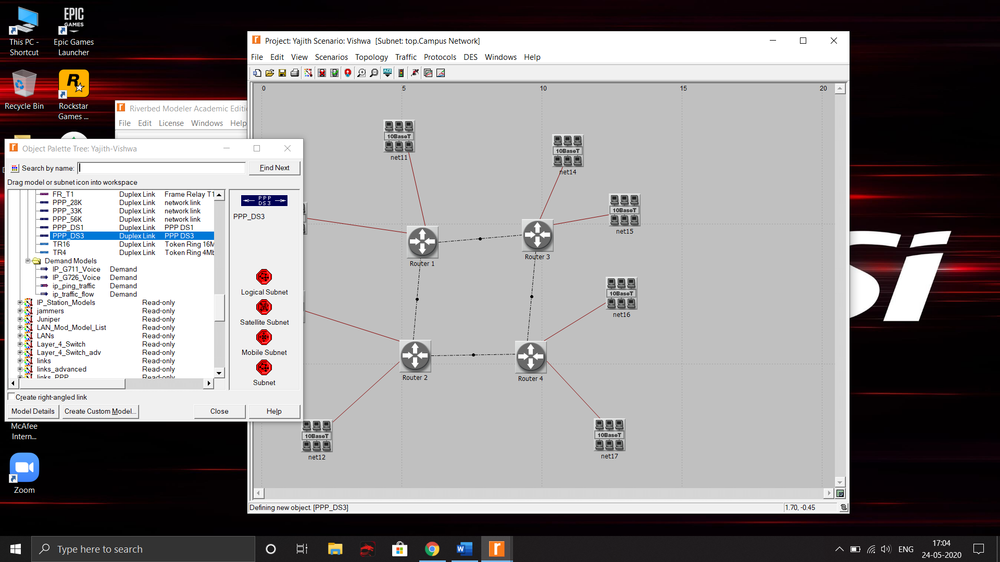 This PC -
Shortcut
EPIC
GAMES
Epic Games
Launcher
Recycle Bin
Rockstar
Games ...
McAfee
Intern...
Zoom
Riverbed Modeler Academic Editi
File Edit License Windows Help
Project: Yajith Scenario: Vishwa [Subnet: top.Campus Network]
File Edit View Scenarios Topology Traffic Protocols DES Windows Help
ACE
0 5 10 15 20
10BaseT
net11
10BaseT
net14
10BaseT
net15
Router 1
Router 3
10BaseT
net16
Router 2
Router 4
10BaseT
net12
10BaseT
net17
Defining new object. [PPP_DS3]
1.70, -0.45
Object Palette Tree: Yajith-Vishwa
Search by name:
Find Next
Drag model or subnet icon into workspace
FR_T1 Duplex Link Frame Relay T1
PPP_28K Duplex Link network link
PPP_33K Duplex Link network link
PPP_56K Duplex Link network link
PPP_DS1 Duplex Link PPP DS1
PPP_DS3 Duplex Link PPP DS3
TR16 Duplex Link Token Ring 16M
TR4 Duplex Link Token Ring 4Mb
Demand Models
IP_G711_Voice Demand
IP_G726_Voice Demand
ip_ping_traffic Demand
ip_traffic_flow Demand
IP_Station_Models Read-only
jammers Read-only
Juniper Read-only
LAN_Mod_Model_List Read-only
LANs Read-only
Layer_4_Switch Read-only
Layer_4_Switch_adv Read-only
links Read-only
links_advanced Read-only
links_PPP Read-only
PPP
DS3
PPP_DS3
Logical Subnet
Satellite Subnet
Mobile Subnet
Subnet
Create right-angled link
Model Details
Create Custom Model...
Close
Help
Type here to search
ENG
17:04
24-05-2020